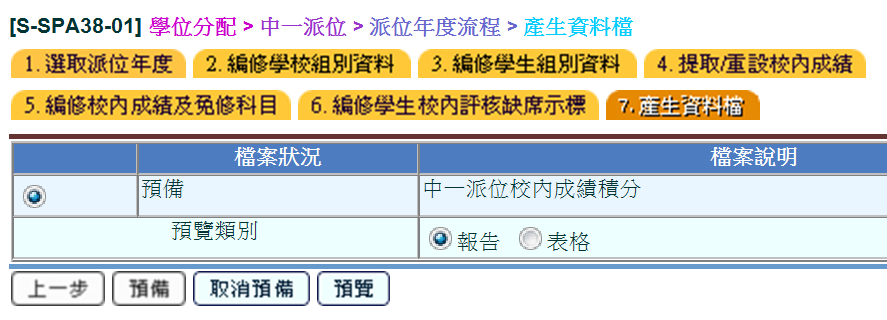 [S-SPA38-01] 學位分配 > 中一派位 > 派位年度流程 > 產生資料檔
1. 選取派位年度 2. 編修學校組別資料 3. 編修學生組別資料 4. 提取/重設校內成績
5. 編修校內成績及免修科目 6. 編修學生校內評核缺席示標 7. 產生資料檔
檔案狀況 檔案說明
預備 中一派位校內成績積分
預覽類別 報告 表格
上一步 預備 取消預備 預覽